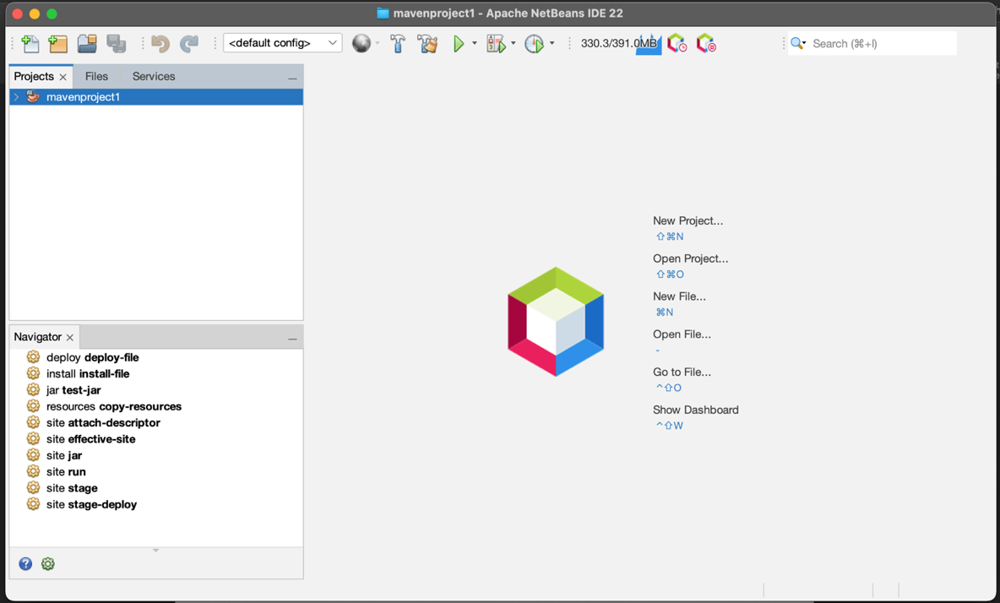 mavenproject1 - Apache NetBeans IDE 22
<default config>
330.3/391.0MB
Search (⌘+I)
Projects
Files
Services
mavenproject1
Navigator
deploy deploy-file
install install-file
jar test-jar
resources copy-resources
site attach-descriptor
site effective-site
site jar
site run
site stage
site stage-deploy
New Project...
⇧⌘N
Open Project...
⇧⌘O
New File...
⌘N
Open File...
-
Go to File...
^⇧O
Show Dashboard
^⇧W